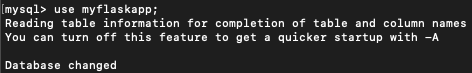 [mysql> use myflaskapp;
Reading table information for completion of table and column names
You can turn off this feature to get a quicker startup with -A

Database changed